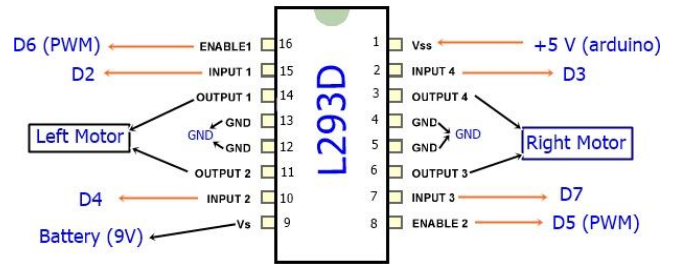 D6 (PWM) ENABLE1 16 1 Vss +5 V (arduino)
D2 INPUT 1 15 2 INPUT 4 D3
OUTPUT 1 14 3 OUTPUT 4
Left Motor GND GND 13 4 GND GND Right Motor
GND 12 5 GND
OUTPUT 2 11 6 OUTPUT 3
D4 INPUT 2 10 7 INPUT 3 D7
Battery (9V) Vs 9 8 ENABLE 2 D5 (PWM)
L293D